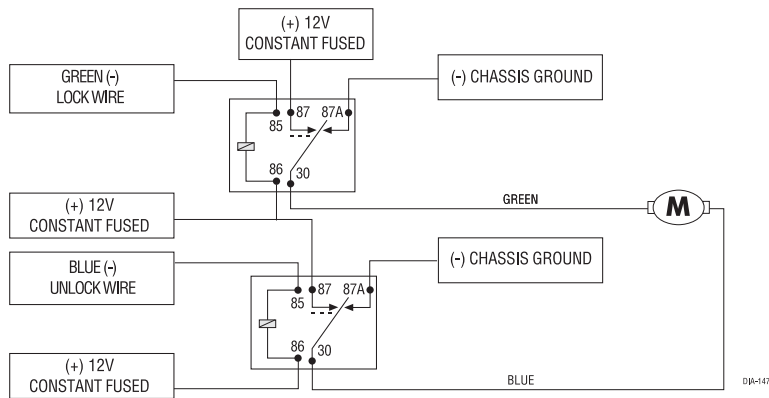 (+) 12V
CONSTANT FUSED
GREEN (-)
LOCK WIRE
(-) CHASSIS GROUND
87 87A
85
86 30
GREEN
M
(+) 12V
CONSTANT FUSED
BLUE (-)
UNLOCK WIRE
(-) CHASSIS GROUND
87 87A
85
86 30
(+) 12V
CONSTANT FUSED
BLUE
DIA-147